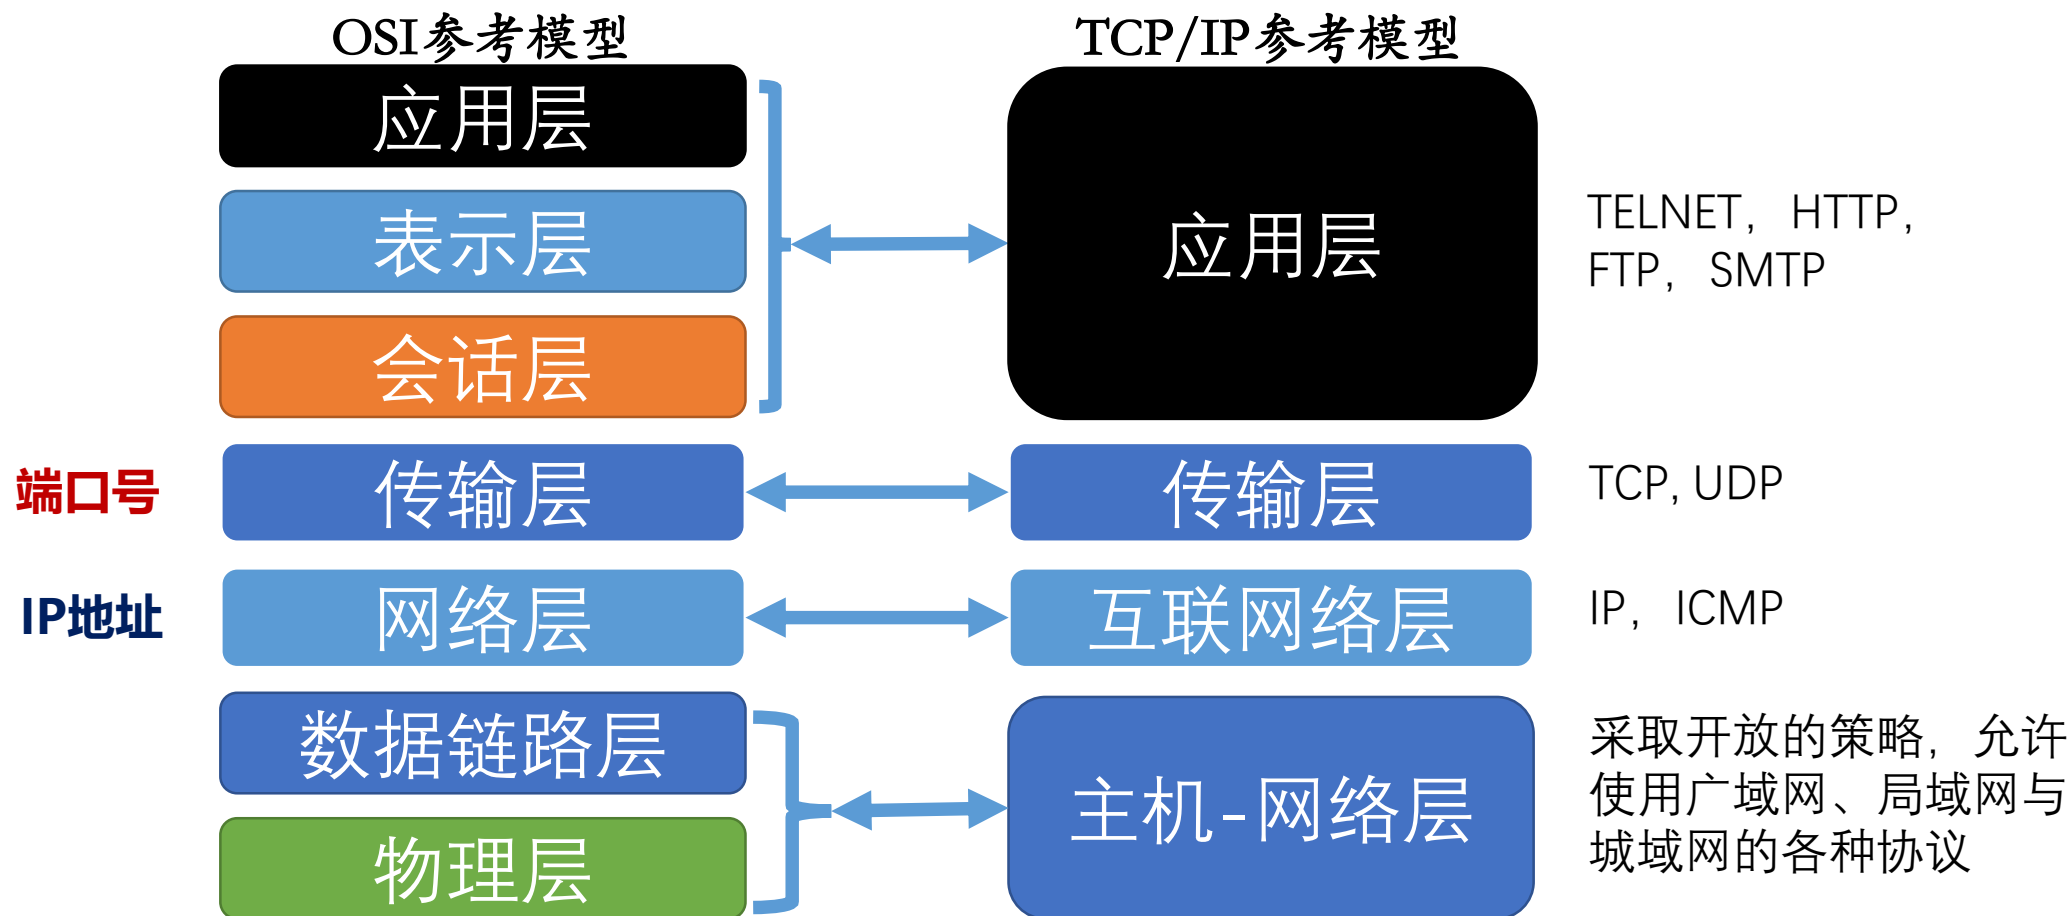 OSI参考模型
TCP/IP参考模型
应用层
表示层
会话层
应用层
TELNET，HTTP，
FTP，SMTP
端口号
传输层
传输层
TCP, UDP
IP地址
网络层
互联网络层
IP，ICMP
数据链路层
物理层
主机-网络层
采取开放的策略，允许
使用广域网、局域网与
城域网的各种协议